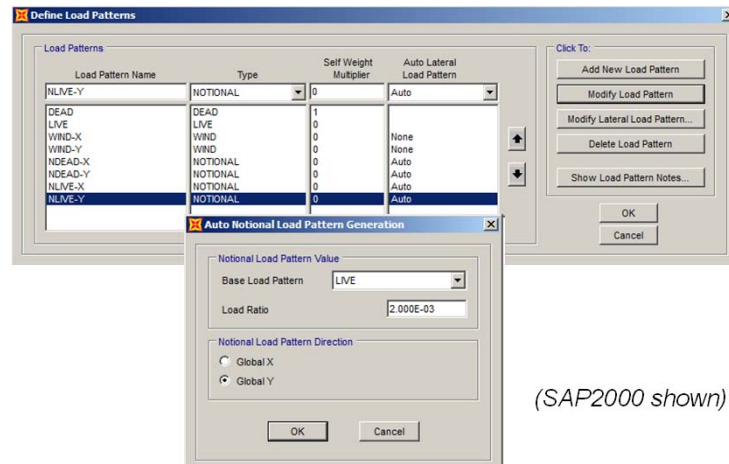 Define Load Patterns
Load Patterns
Load Pattern Name Type Self Weight Multiplier Auto Lateral Load Pattern
NLIVE-Y NOTIONAL 0 Auto
DEAD DEAD 1
LIVE LIVE 0
WIND-X WIND 0 None
WIND-Y WIND 0 None
NDEAD-X NOTIONAL 0 Auto
NDEAD-Y NOTIONAL 0 Auto
NLIVE-X NOTIONAL 0 Auto
NLIVE-Y NOTIONAL 0 Auto
Click To:
Add New Load Pattern
Modify Load Pattern
Modify Lateral Load Pattern...
Delete Load Pattern
Show Load Pattern Notes...
OK
Cancel
Auto Notional Load Pattern Generation
Notional Load Pattern Value
Base Load Pattern LIVE
Load Ratio 2.000E-03
Notional Load Pattern Direction
Global X
Global Y
OK Cancel
(SAP2000 shown)